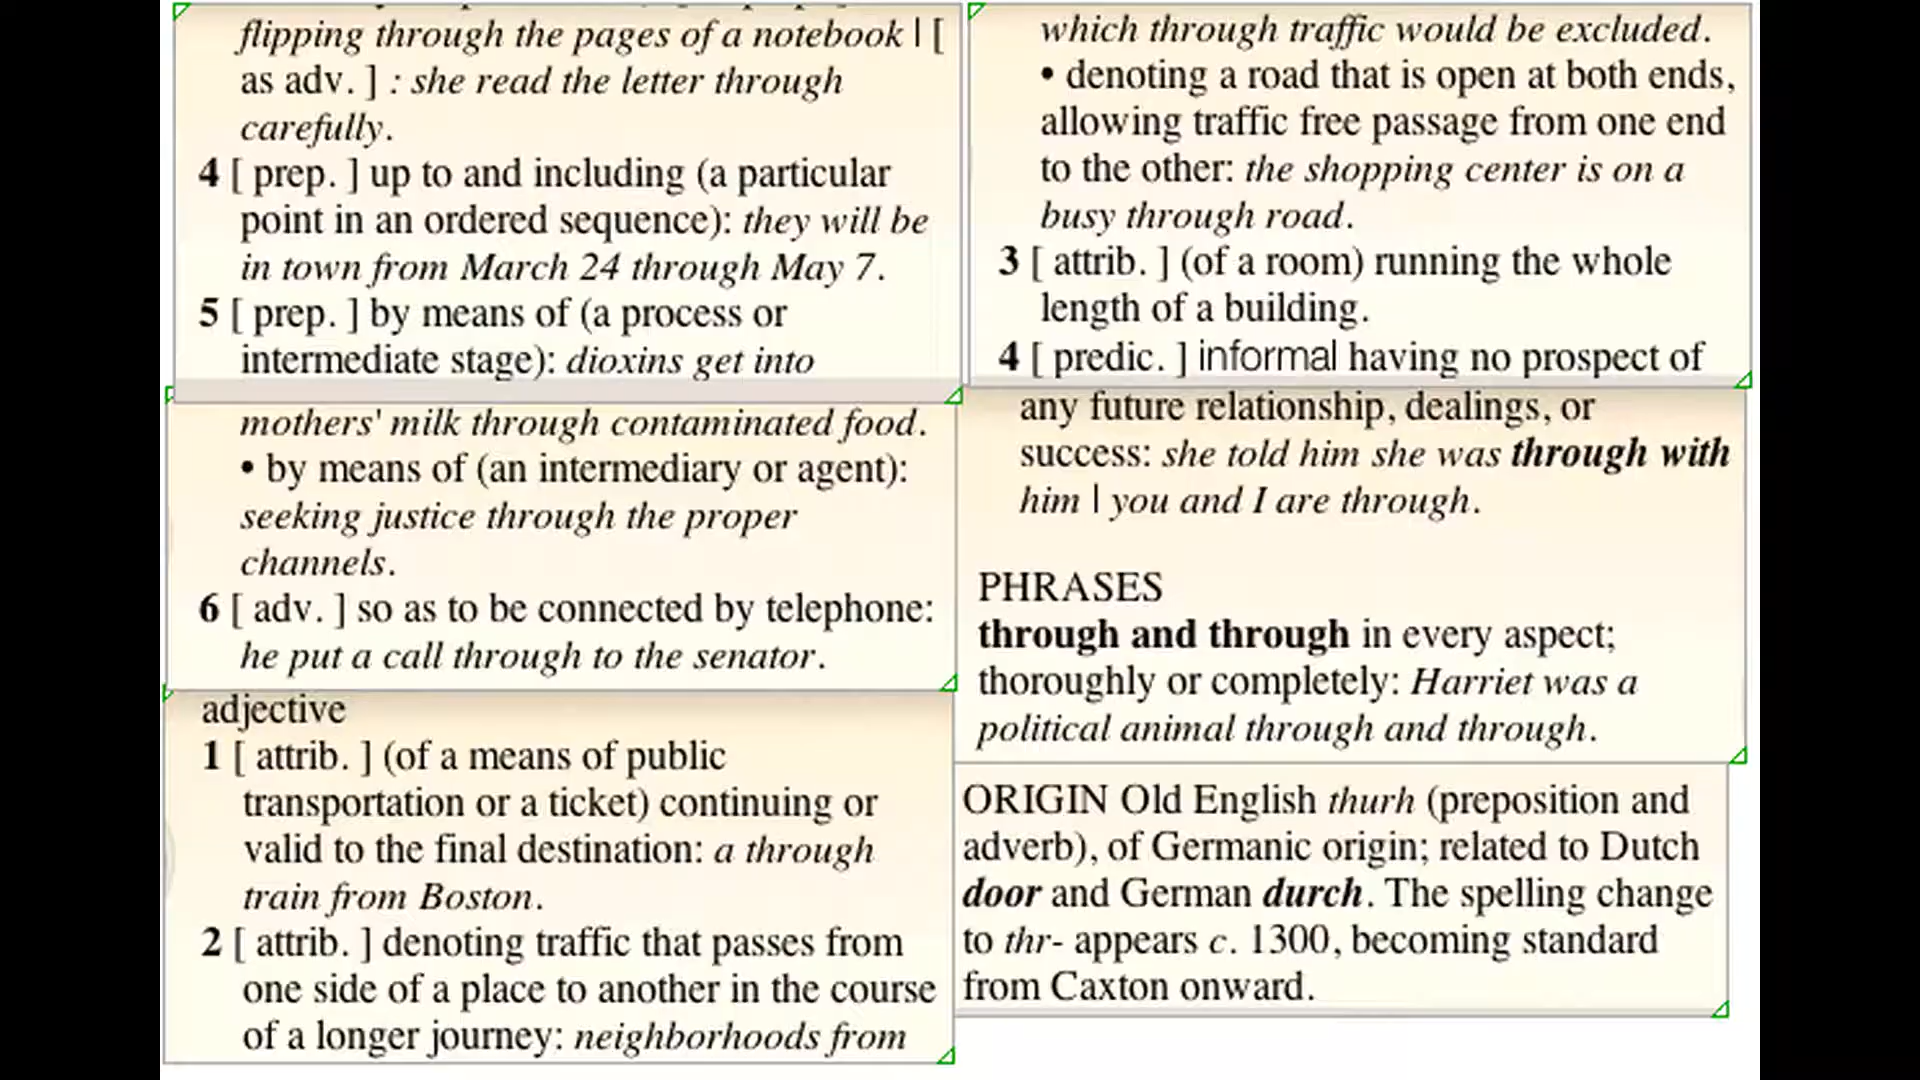 flipping through the pages of a notebook | [
as adv. ] : she read the letter through
carefully.
4 [ prep. ] up to and including (a particular
point in an ordered sequence): they will be
in town from March 24 through May 7.
5 [ prep. ] by means of (a process or
intermediate stage): dioxins get into
mothers' milk through contaminated food.
• by means of (an intermediary or agent):
seeking justice through the proper
channels.
6 [ adv. ] so as to be connected by telephone:
he put a call through to the senator.
adjective
1 [ attrib. ] (of a means of public
transportation or a ticket) continuing or
valid to the final destination: a through
train from Boston.
2 [ attrib. ] denoting traffic that passes from
one side of a place to another in the course
of a longer journey: neighborhoods from
which through traffic would be excluded.
• denoting a road that is open at both ends,
allowing traffic free passage from one end
to the other: the shopping center is on a
busy through road.
3 [ attrib. ] (of a room) running the whole
length of a building.
4 [ predic. ] informal having no prospect of
any future relationship, dealings, or
success: she told him she was through with
him | you and I are through.
PHRASES
through and through in every aspect;
thoroughly or completely: Harriet was a
political animal through and through.
ORIGIN Old English thurh (preposition and
adverb), of Germanic origin; related to Dutch
door and German durch. The spelling change
to thr- appears c. 1300, becoming standard
from Caxton onward.